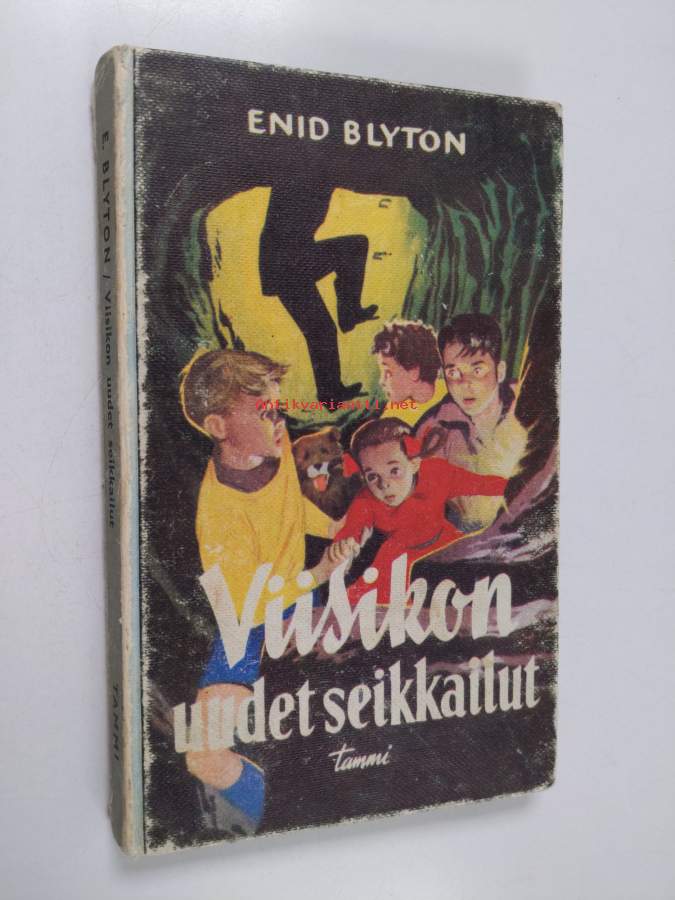 ENID BLYTON
Viisikon
uudet seikkailut
tammi
E. BLYTON / Viisikon uudet seikkailut
TAMMI
antikvariaatti.net